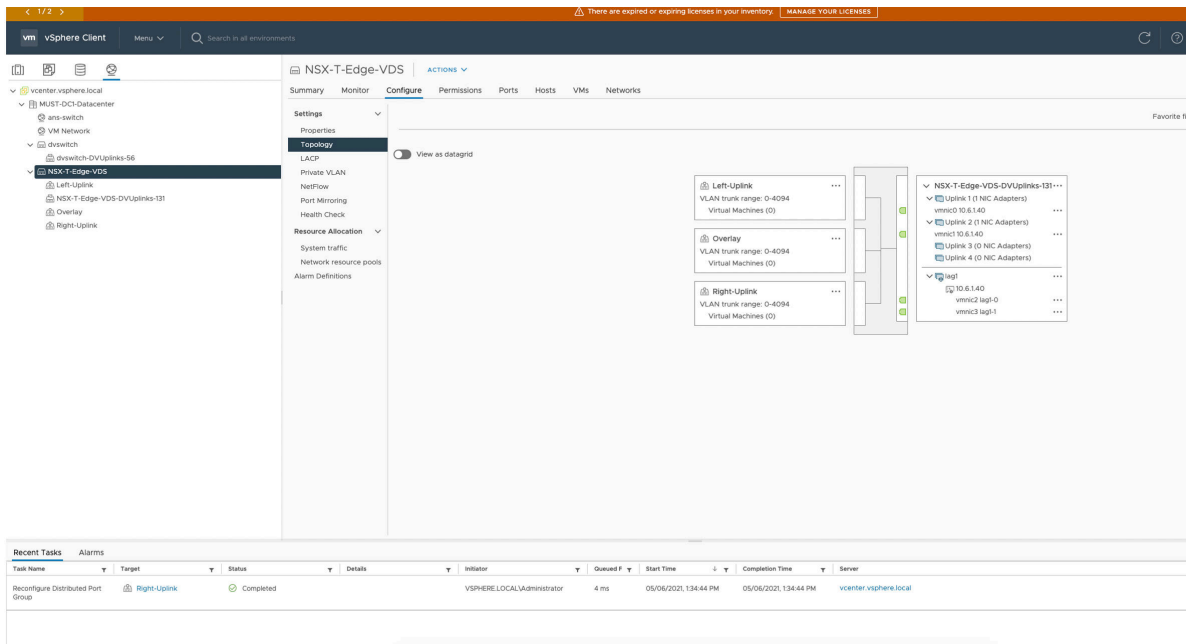 < 1/2 >
There are expired or expiring licenses in your inventory. MANAGE YOUR LICENSES
vm vSphere Client Menu Search in all environments
NSX-T-Edge-VDS ACTIONS
Summary Monitor Configure Permissions Ports Hosts VMs Networks
vcenter.vsphere.local
MUST-DC1-Datacenter
ans-switch
VM Network
dvswitch
dvswitch-DVUplinks-56
NSX-T-Edge-VDS
Left-Uplink
NSX-T-Edge-VDS-DVUplinks-131
Overlay
Right-Uplink
Settings
Properties
Topology
LACP
Private VLAN
NetFlow
Port Mirroring
Health Check
Resource Allocation
System traffic
Network resource pools
Alarm Definitions
Favorite fi
View as datagrid
Left-Uplink ...
VLAN trunk range: 0-4094
Virtual Machines (0)
Overlay ...
VLAN trunk range: 0-4094
Virtual Machines (0)
Right-Uplink ...
VLAN trunk range: 0-4094
Virtual Machines (0)
NSX-T-Edge-VDS-DVUplinks-131 ...
Uplink 1 (1 NIC Adapters)
vmnic0 10.6.1.40 ...
Uplink 2 (1 NIC Adapters)
vmnic1 10.6.1.40 ...
Uplink 3 (0 NIC Adapters)
Uplink 4 (0 NIC Adapters)
lag1 ...
10.6.1.40
vmnic2 lag1-0 ...
vmnic3 lag1-1 ...
Recent Tasks Alarms
Task Name Target Status Details Initiator Queued F Start Time Completion Time Server
Reconfigure Distributed Port Group Right-Uplink Completed VSPHERE.LOCAL\Administrator 4 ms 05/06/2021, 1:34:44 PM 05/06/2021, 1:34:44 PM vcenter.vsphere.local